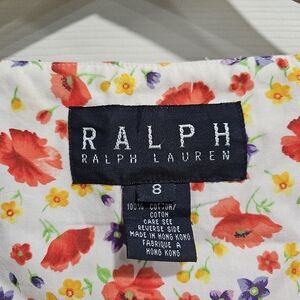 RALPH
RALPH LAUREN
8
100% COTTON/
COTON
CARE SEE
REVERSE SIDE
MADE IN HONG KONG
FABRIQUE A
HONG KONG